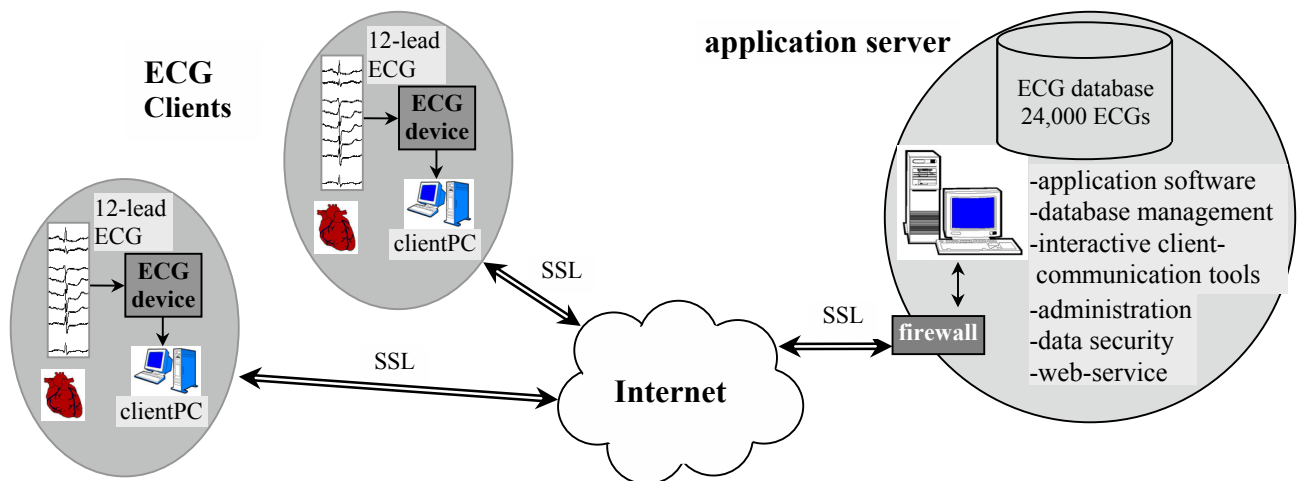 ECG
Clients
12-lead
ECG
ECG
device
clientPC
12-lead
ECG
ECG
device
clientPC
SSL
SSL
Internet
SSL
application server
ECG database
24,000 ECGs
firewall
-application software
-database management
-interactive client-
communication tools
-administration
-data security
-web-service